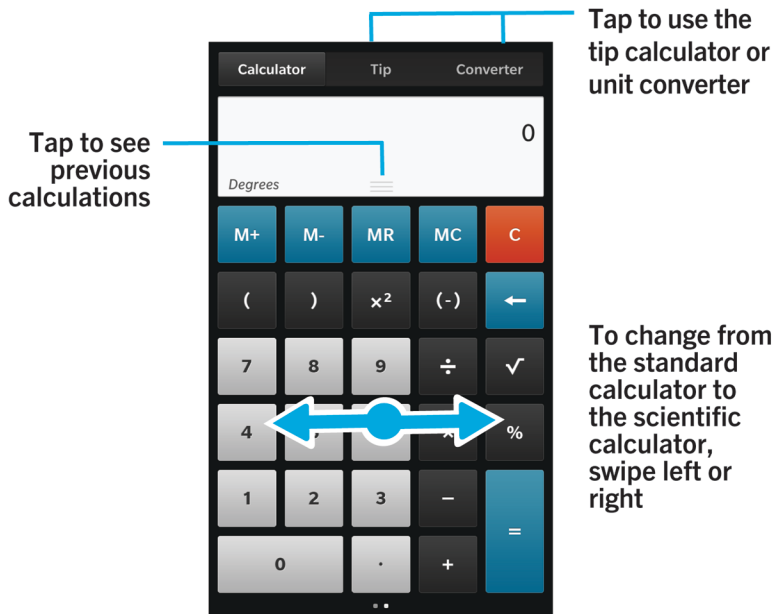 Tap to use the
tip calculator or
unit converter
Calculator Tip Converter
0
Tap to see
previous
calculations
Degrees
M+ M- MR MC C
( ) x² (-) ←
7 8 9 ÷ √
4 %
To change from
the standard
calculator to
the scientific
calculator,
swipe left or
right
1 2 3 −
=
0 . +